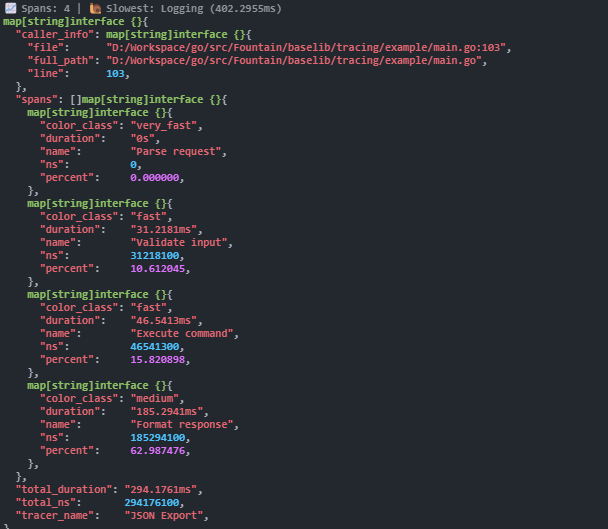 📈 Spans: 4 | 🐌 Slowest: Logging (402.2955ms)
map[string]interface {}{
  "caller_info": map[string]interface {}{
    "file":      "D:/Workspace/go/src/Fountain/baselib/tracing/example/main.go:103",
    "full_path": "D:/Workspace/go/src/Fountain/baselib/tracing/example/main.go",
    "line":      103,
  },
  "spans": []map[string]interface {}{
    map[string]interface {}{
      "color_class": "very_fast",
      "duration":    "0s",
      "name":        "Parse request",
      "ns":          0,
      "percent":     0.000000,
    },
    map[string]interface {}{
      "color_class": "fast",
      "duration":    "31.2181ms",
      "name":        "Validate input",
      "ns":          31218100,
      "percent":     10.612045,
    },
    map[string]interface {}{
      "color_class": "fast",
      "duration":    "46.5413ms",
      "name":        "Execute command",
      "ns":          46541300,
      "percent":     15.820898,
    },
    map[string]interface {}{
      "color_class": "medium",
      "duration":    "185.2941ms",
      "name":        "Format response",
      "ns":          185294100,
      "percent":     62.987476,
    },
  },
  "total_duration": "294.1761ms",
  "total_ns":       294176100,
  "tracer_name":    "JSON Export",
}